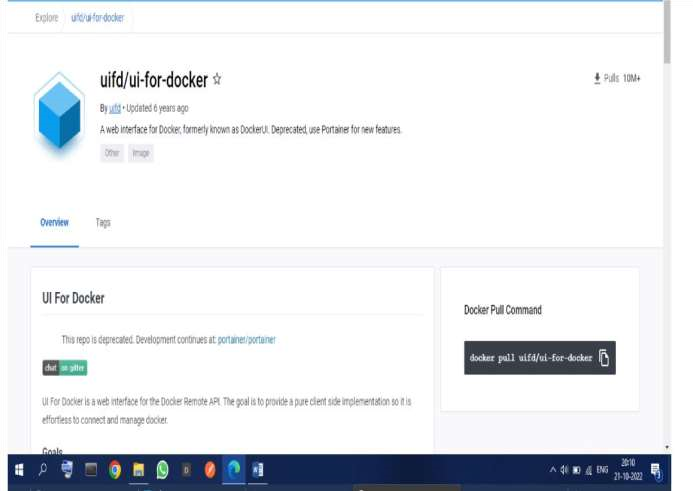 Explore uifd/ui-for-docker
uifd/ui-for-docker
Pulls 10M+
By uifd • Updated 6 years ago
A web interface for Docker, formerly known as DockerUI. Deprecated, use Portainer for new features.
Other Image
Overview Tags
UI For Docker
This repo is deprecated. Development continues at: portainer/portainer
chat on gitter
UI For Docker is a web interface for the Docker Remote API. The goal is to provide a pure client side implementation so it is
effortless to connect and manage docker.
Goals
Docker Pull Command
docker pull uifd/ui-for-docker
ENG
20:10
21-10-2022
3